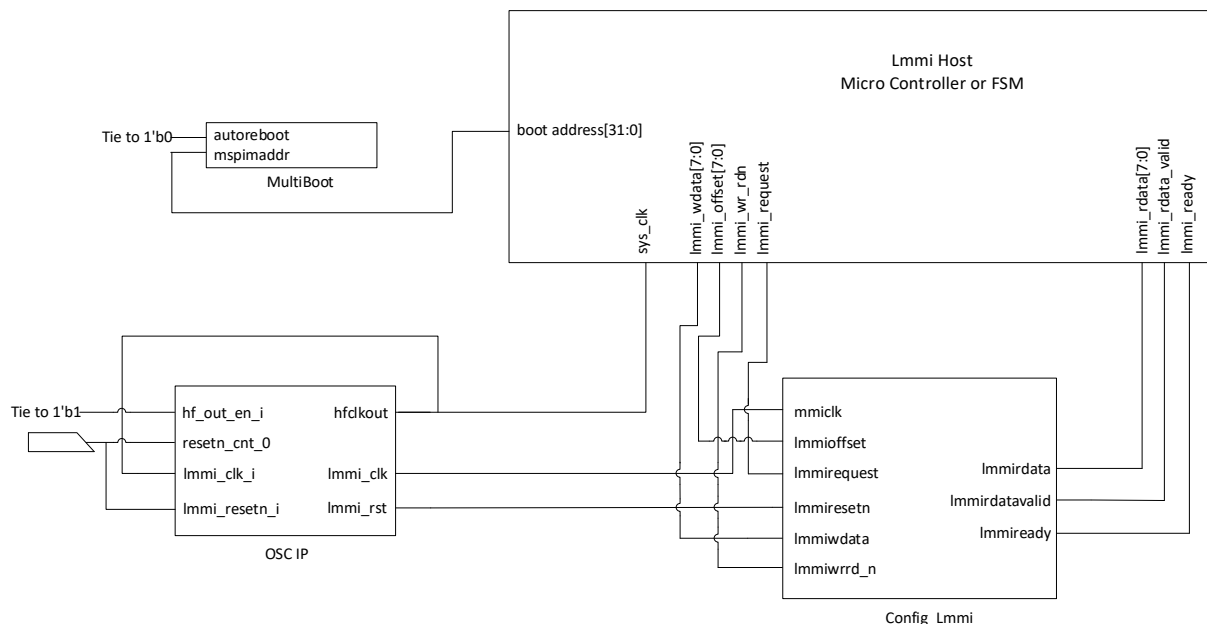 Lmmi Host
Micro Controller or FSM
boot address[31:0]
Tie to 1'b0
autoreboot
mspimaddr
MultiBoot
sys_clk
lmmi_wdata[7:0]
lmmi_offset[7:0]
lmmi_wr_rdn
lmmi_request
lmmi_rdata[7:0]
lmmi_rdata_valid
lmmi_ready
Tie to 1'b1
hf_out_en_i
hfclkout
resetn_cnt_0
lmmi_clk_i
lmmi_clk
lmmi_resetn_i
lmmi_rst
OSC IP
mmiclk
lmmioffset
lmmirequest
lmmiresetn
lmmiwdata
lmmiwrrd_n
lmmirdata
lmmirdatavalid
lmmiready
Config_Lmmi